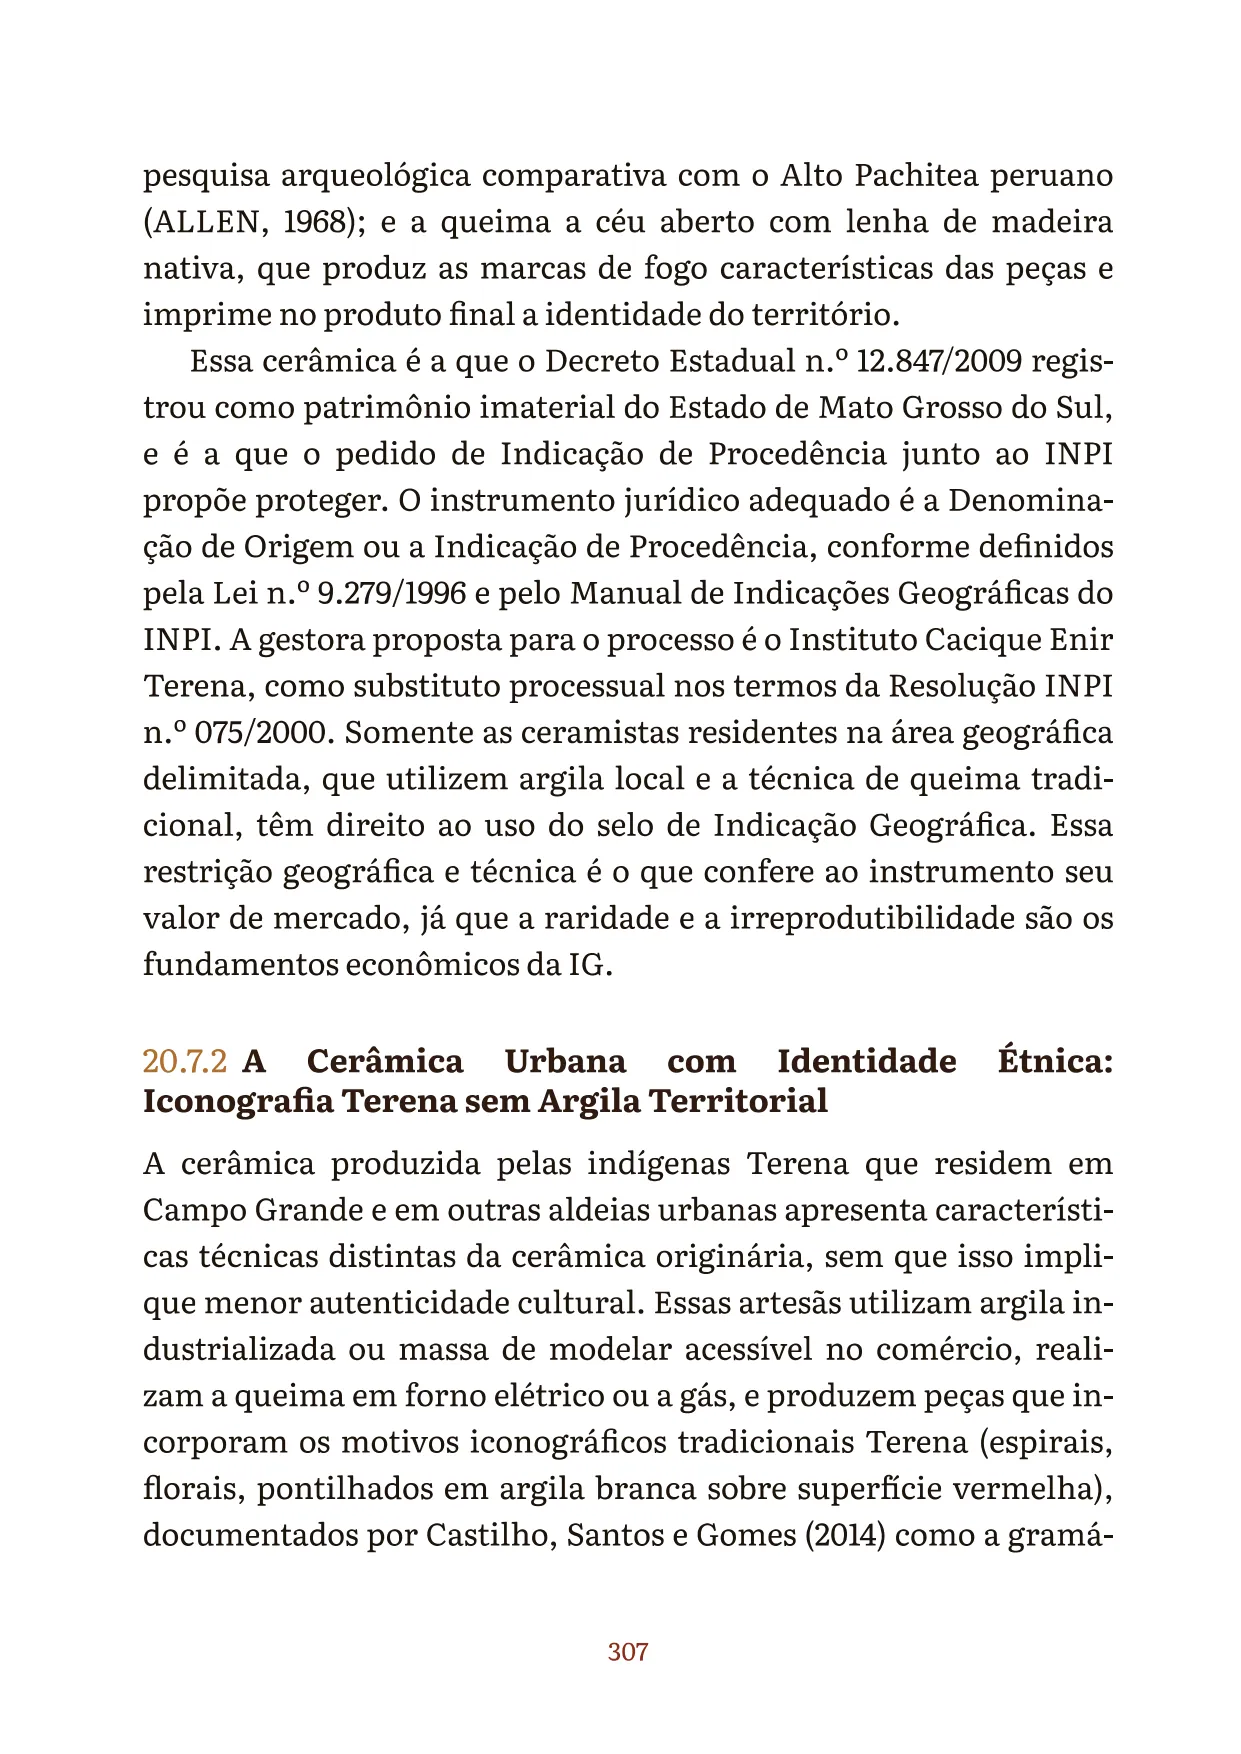 pesquisa arqueológica comparativa com o Alto Pachitea peruano
(ALLEN, 1968); e a queima a céu aberto com lenha de madeira
nativa, que produz as marcas de fogo características das peças e
imprime no produto final a identidade do território.
Essa cerâmica é a que o Decreto Estadual n.º 12.847/2009 regis-
trou como patrimônio imaterial do Estado de Mato Grosso do Sul,
e é a que o pedido de Indicação de Procedência junto ao INPI
propõe proteger. O instrumento jurídico adequado é a Denomina-
ção de Origem ou a Indicação de Procedência, conforme definidos
pela Lei n.º 9.279/1996 e pelo Manual de Indicações Geográficas do
INPI. A gestora proposta para o processo é o Instituto Cacique Enir
Terena, como substituto processual nos termos da Resolução INPI
n.º 075/2000. Somente as ceramistas residentes na área geográfica
delimitada, que utilizem argila local e a técnica de queima tradi-
cional, têm direito ao uso do selo de Indicação Geográfica. Essa
restrição geográfica e técnica é o que confere ao instrumento seu
valor de mercado, já que a raridade e a irreprodutibilidade são os
fundamentos econômicos da IG.
20.7.2 A Cerâmica Urbana com Identidade Étnica:
Iconografia Terena sem Argila Territorial
A cerâmica produzida pelas indígenas Terena que residem em
Campo Grande e em outras aldeias urbanas apresenta característi-
cas técnicas distintas da cerâmica originária, sem que isso impli-
que menor autenticidade cultural. Essas artesãs utilizam argila in-
dustrializada ou massa de modelar acessível no comércio, reali-
zam a queima em forno elétrico ou a gás, e produzem peças que in-
corporam os motivos iconográficos tradicionais Terena (espirais,
florais, pontilhados em argila branca sobre superfície vermelha),
documentados por Castilho, Santos e Gomes (2014) como a gramá-
307